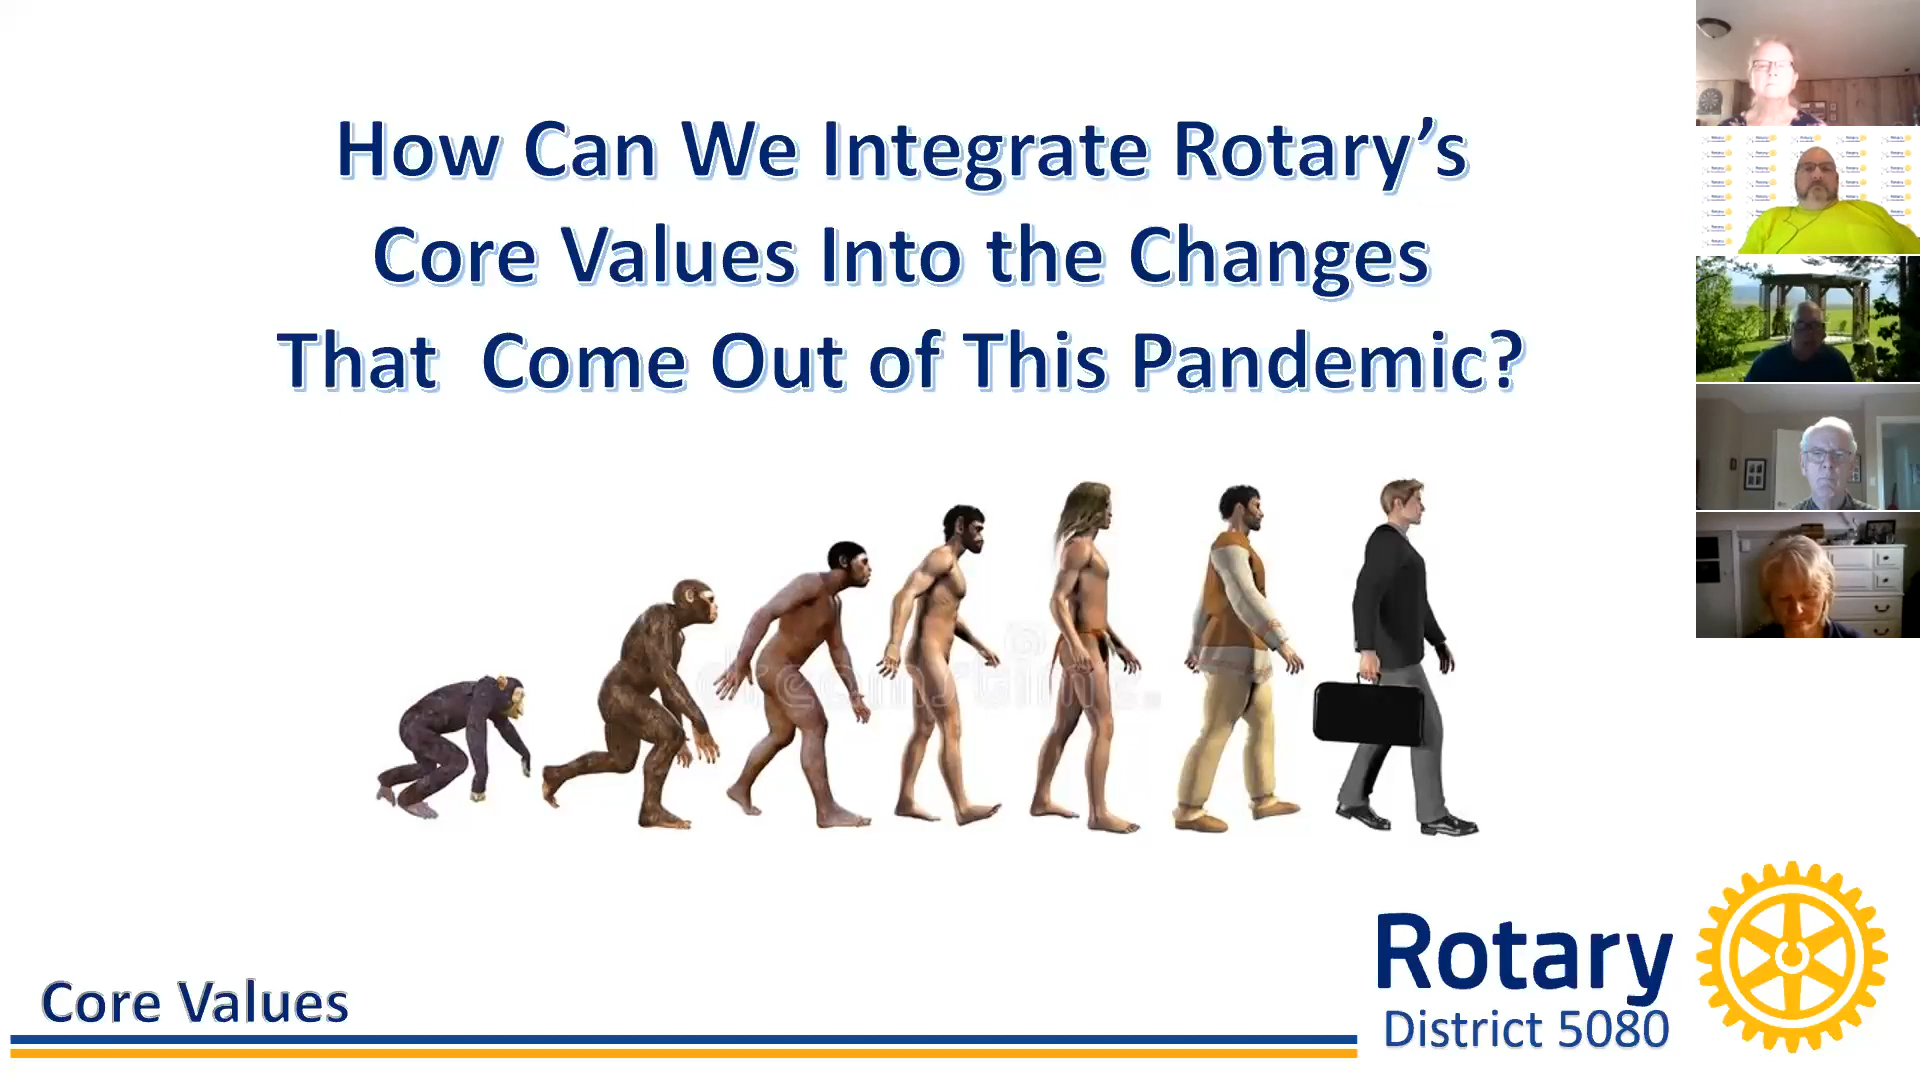 How Can We Integrate Rotary’s
Core Values Into the Changes
That  Come Out of This Pandemic?
dreamstime.
Core Values
Rotary
District 5080